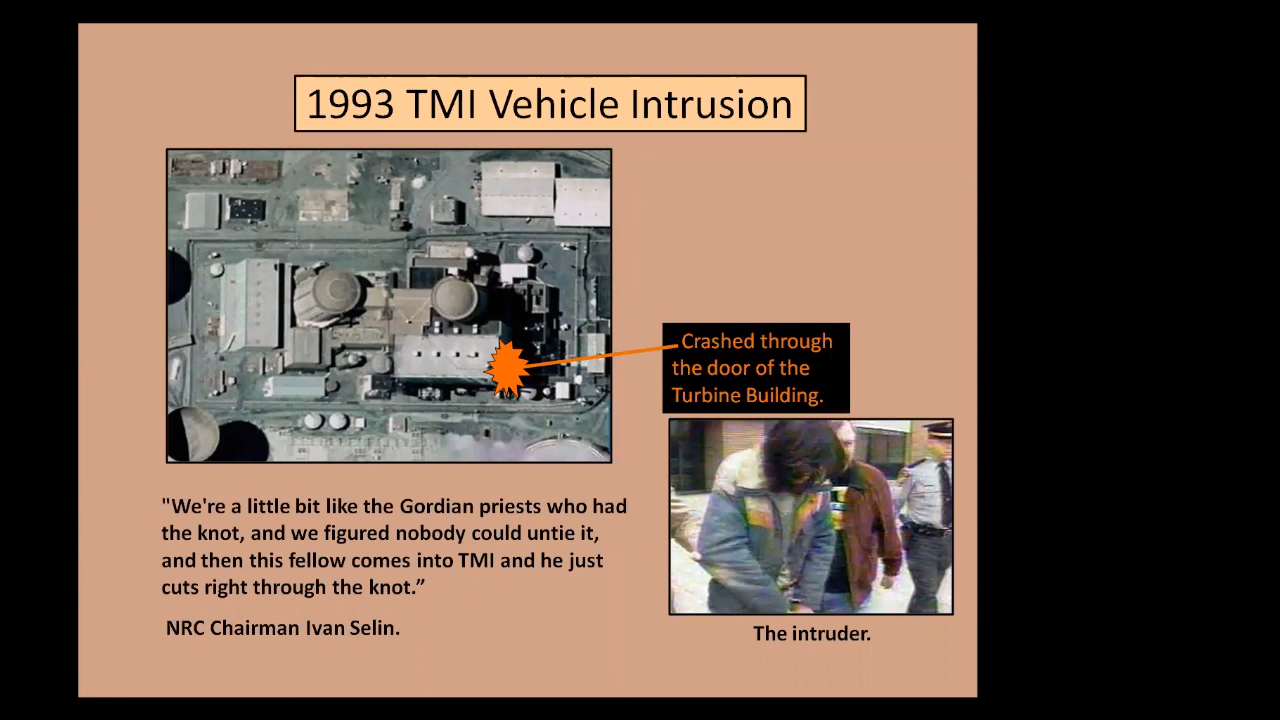 1993 TMI Vehicle Intrusion
Crashed through
the door of the
Turbine Building.
"We're a little bit like the Gordian priests who had
the knot, and we figured nobody could untie it,
and then this fellow comes into TMI and he just
cuts right through the knot.”
NRC Chairman Ivan Selin.
The intruder.